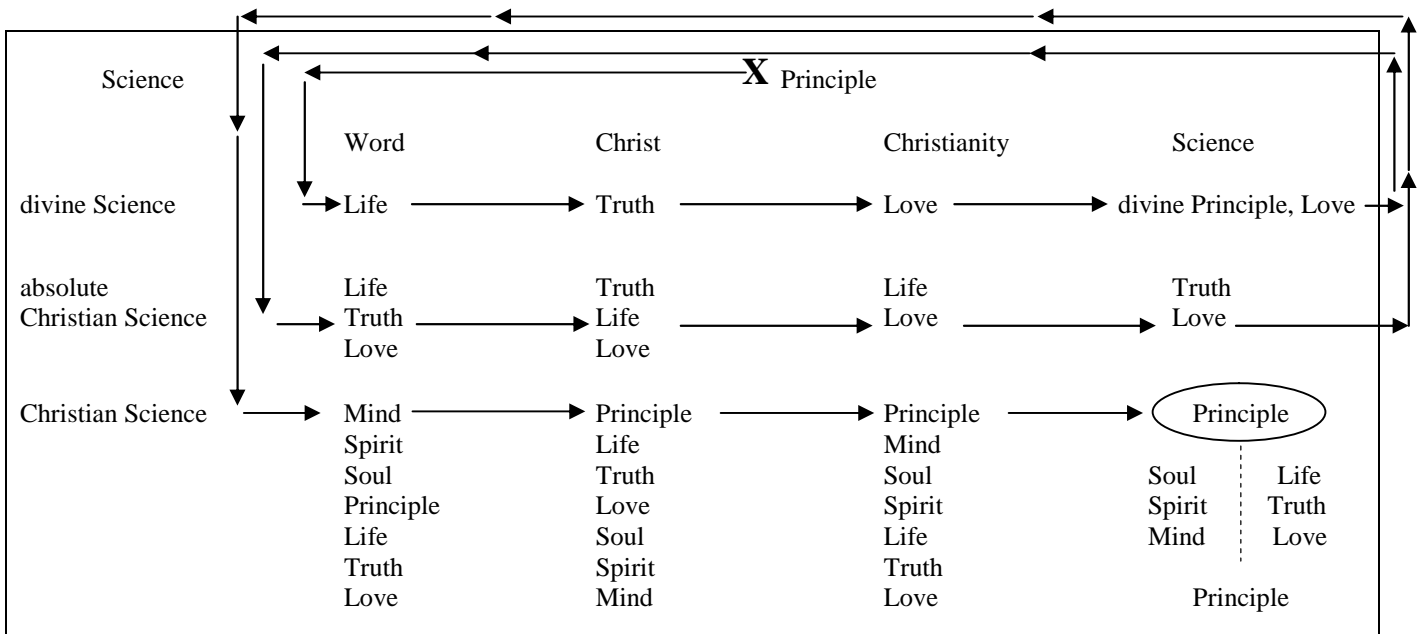 Science X Principle
Word Christ Christianity Science
divine Science Life Truth Love divine Principle, Love
absolute Life Truth Life Truth
Christian Science Truth Life Love Love
Love Love
Christian Science Mind Principle Principle Principle
Spirit Life Mind
Soul Truth Soul Soul Life
Principle Love Spirit Spirit Truth
Life Soul Life Mind Love
Truth Spirit Truth
Love Mind Love Principle